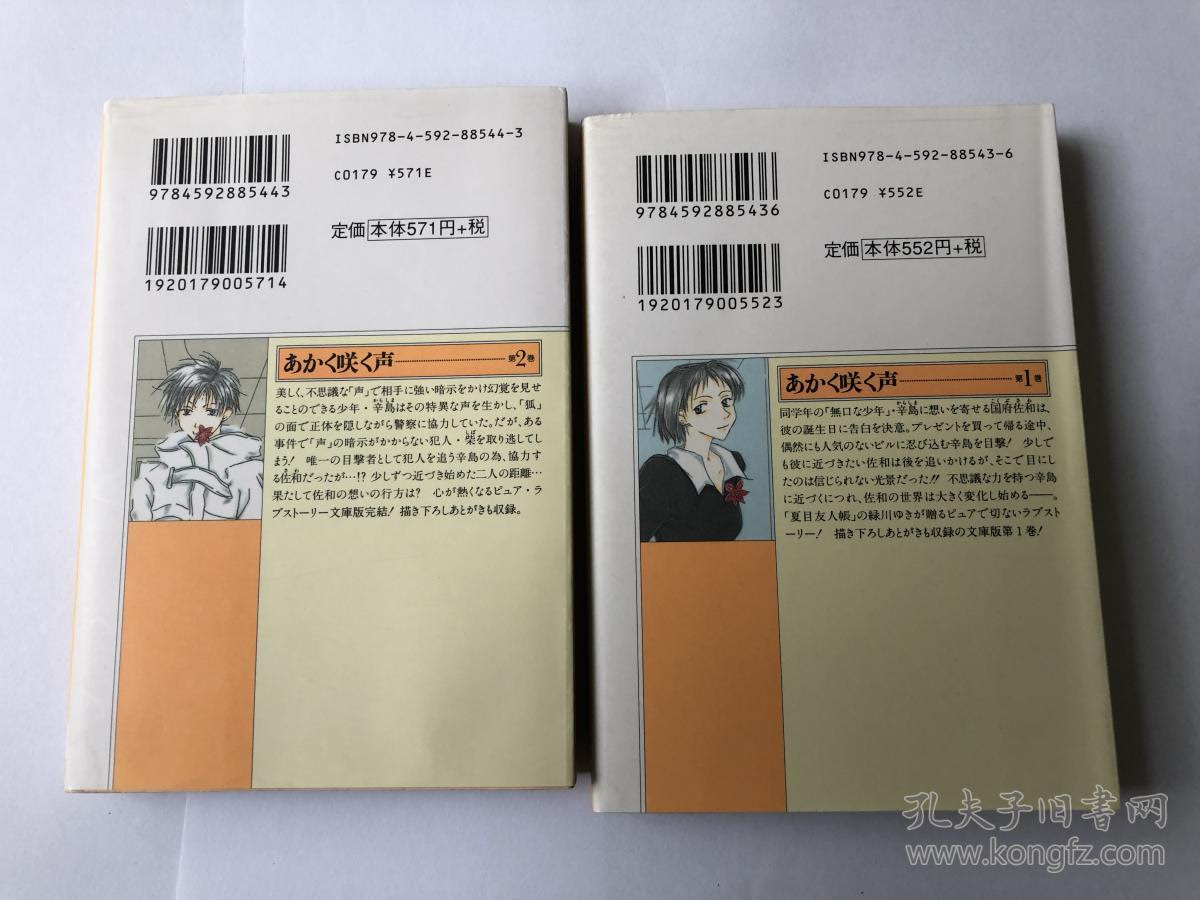 ISBN978-4-592-88544-3
9784592885443
C0179 ¥571E
定価 本体571円+税
1920179005714
あかく咲く声 第2巻
美しく、不思議な「声」で相手に強い暗示をかけ幻覚を見せ
ることのできる少年・辛島はその特異な声を生かし、「狐」
からしま
の面で正体を隠しながら警察に協力していた。だが、ある
事件で「声」の暗示がかからない犯人・柴を取り逃してし
しば
まう! 唯一の目撃者として犯人を追う辛島の為、協力す
る佐和だったが…!? 少しずつ近づき始めた二人の距離…
さわ
果たして佐和の想いの行方は? 心が熱くなるピュア・ラ
ブストーリー文庫版完結! 描き下ろしあとがきも収録。
ISBN978-4-592-88543-6
9784592885436
C0179 ¥552E
定価 本体552円+税
1920179005523
あかく咲く声 第1巻
同学年の「無口な少年」・辛島に想いを寄せる国府佐和は、
からしま こくぶさわ
彼の誕生日に告白を決意。プレゼントを買って帰る途中、
偶然にも人気のないビルに忍び込む辛島を目撃! 少しで
も彼に近づきたい佐和は後を追いかけるが、そこで目にし
たのは信じられない光景だった!! 不思議な力を持つ辛島
に近づくにつれ、佐和の世界は大きく変化し始める――。
「夏目友人帳」の緑川ゆきが贈るピュアで切ないラブスト
ーリー! 描き下ろしあとがきも収録の文庫版第1巻!
孔夫子旧书网
www.kongfz.com